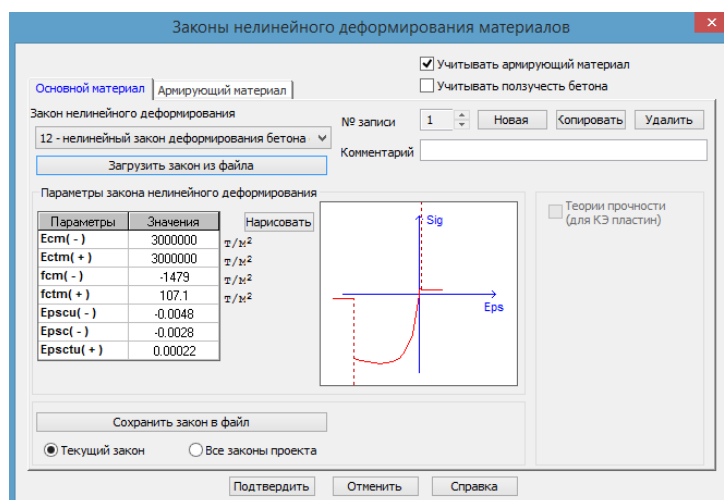 Законы нелинейного деформирования материалов
Учитывать армирующий материал
Учитывать ползучесть бетона
Основной материал
Армирующий материал
Закон нелинейного деформирования
№ записи
1
Новая
Копировать
Удалить
12 - нелинейный закон деформирования бетона
Загрузить закон из файла
Комментарий
Параметры закона нелинейного деформирования
Параметры Значения
Нарисовать
Ecm( - ) 3000000 т/м²
Ectm( + ) 3000000 т/м²
fcm( - ) -1479 т/м²
fctm( + ) 107.1 т/м²
Epscu( - ) -0.0048
Epsc( - ) -0.0028
Epsctu( + ) 0.00022
Sig
Eps
Теории прочности
(для КЭ пластин)
Сохранить закон в файл
Текущий закон
Все законы проекта
Подтвердить
Отменить
Справка